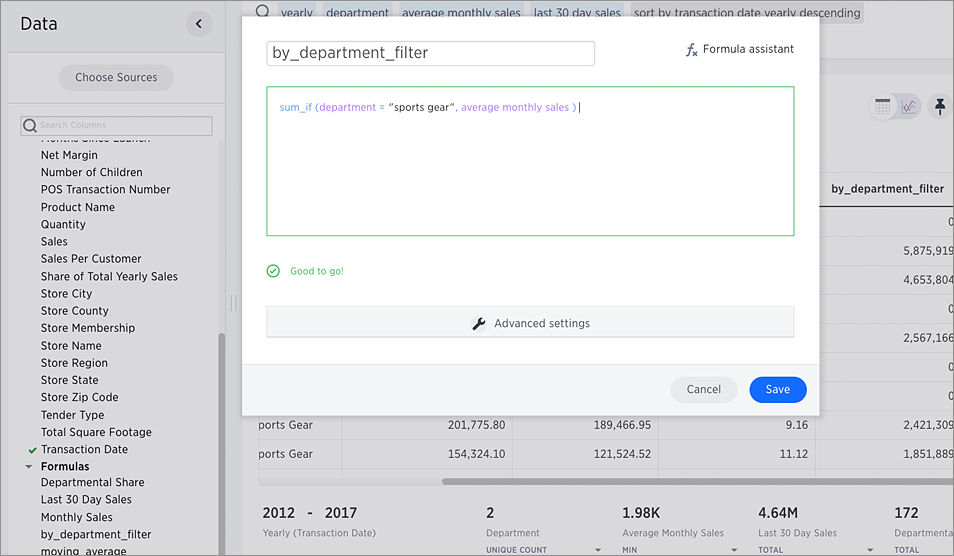 Data
Choose Sources
Search Columns
Months Since Launch
Net Margin
Number of Children
POS Transaction Number
Product Name
Quantity
Sales
Sales Per Customer
Share of Total Yearly Sales
Store City
Store County
Store Membership
Store Name
Store Region
Store State
Store Zip Code
Tender Type
Total Square Footage
Transaction Date
Formulas
Departmental Share
Last 30 Day Sales
Monthly Sales
by_department_filter
moving_average
yearly department average monthly sales last 30 day sales sort by transaction date yearly descending
by_department_filter
Formula assistant
sum_if (department = "sports gear", average monthly sales )
Good to go!
Advanced settings
Cancel
Save
by_department_filter
0
5,875,919
4,653,804
0
2,567,166
0
0
ports Gear 201,775.80 189,466.95 9.16 2,421,309
ports Gear 154,324.10 121,524.52 11.12 1,851,889
2012 - 2017
Yearly (Transaction Date)
2
Department
UNIQUE COUNT
1.98K
Average Monthly Sales
MIN
4.64M
Last 30 Day Sales
TOTAL
172
Departmenta
TOTAL